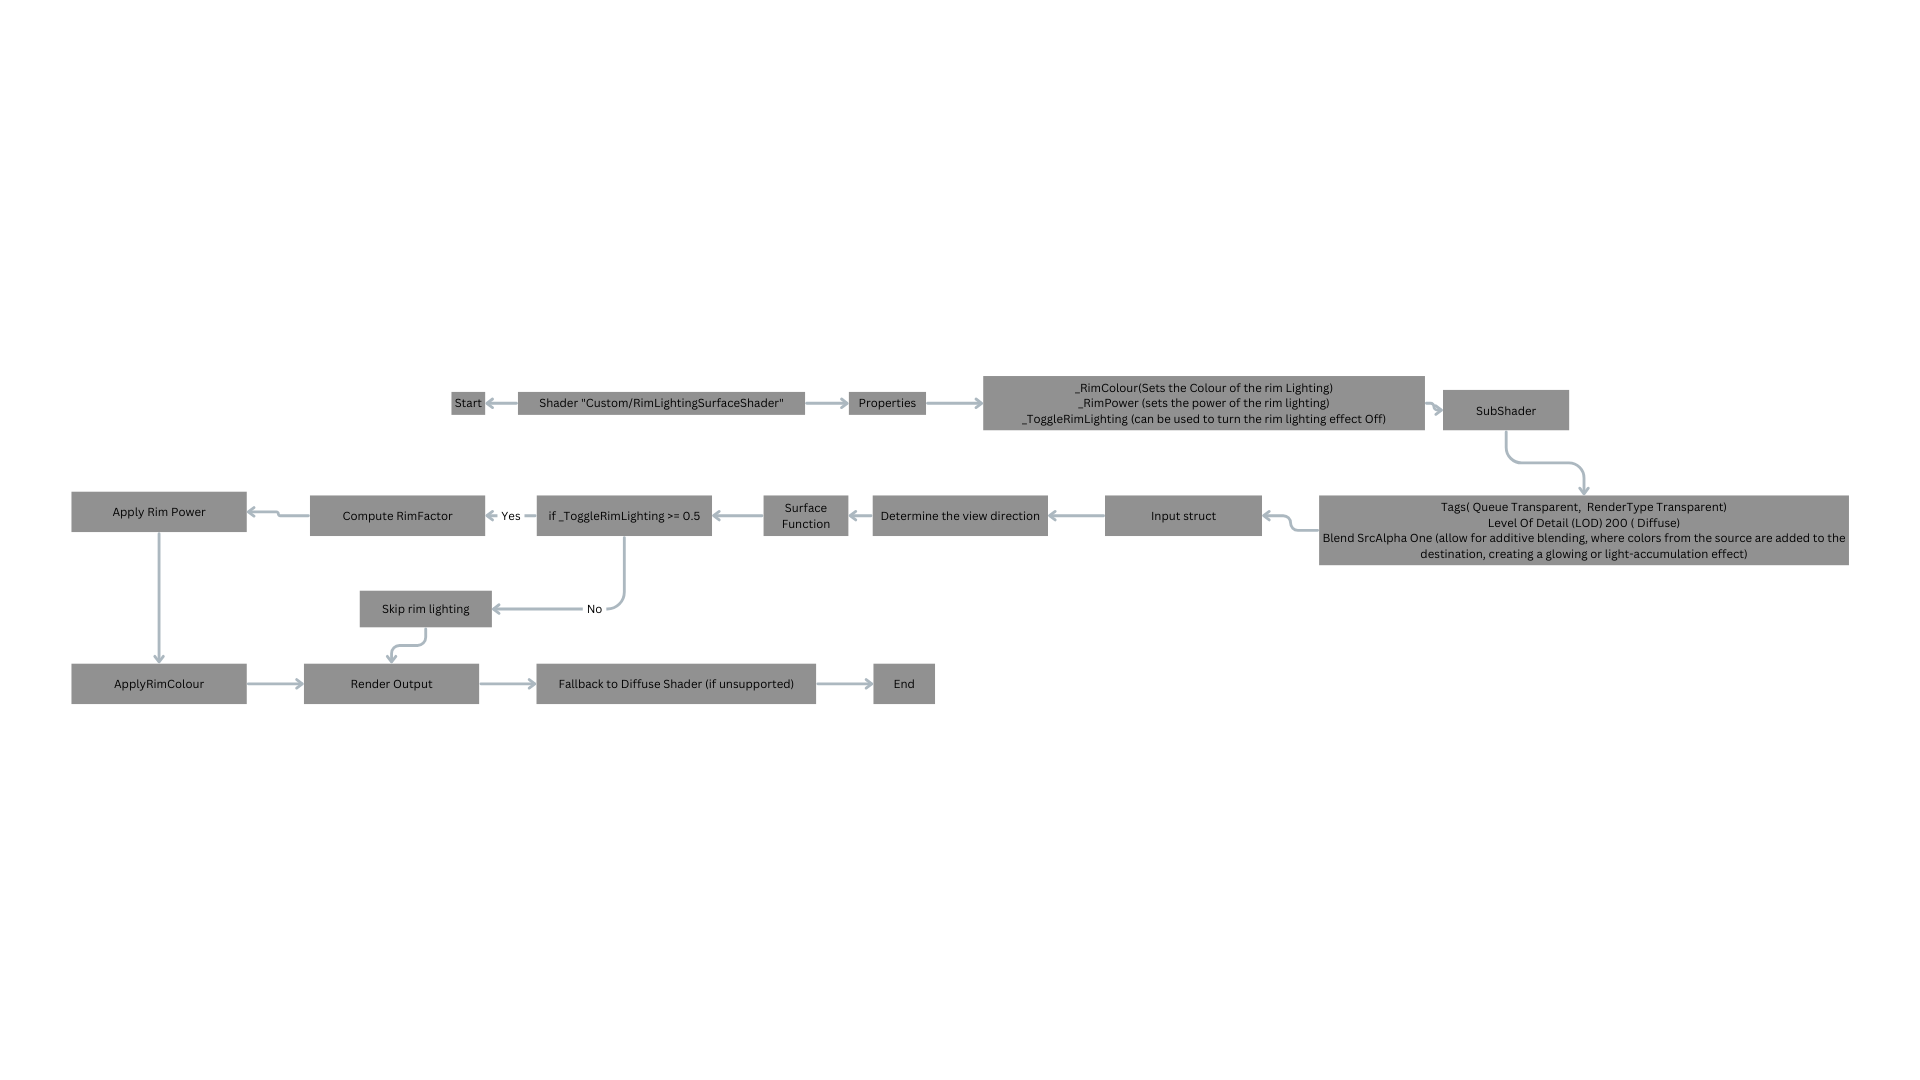 Start
Shader "Custom/RimLightingSurfaceShader"
Properties
_RimColour(Sets the Colour of the rim Lighting)
_RimPower (sets the power of the rim lighting)
_ToggleRimLighting (can be used to turn the rim lighting effect Off)
SubShader
Tags( Queue Transparent,  RenderType Transparent)
Level Of Detail (LOD) 200 ( Diffuse)
Blend SrcAlpha One (allow for additive blending, where colors from the source are added to the
destination, creating a glowing or light-accumulation effect)
Input struct
Determine the view direction
Surface
Function
if _ToggleRimLighting >= 0.5
Yes
Compute RimFactor
Apply Rim Power
No
Skip rim lighting
ApplyRimColour
Render Output
Fallback to Diffuse Shader (if unsupported)
End